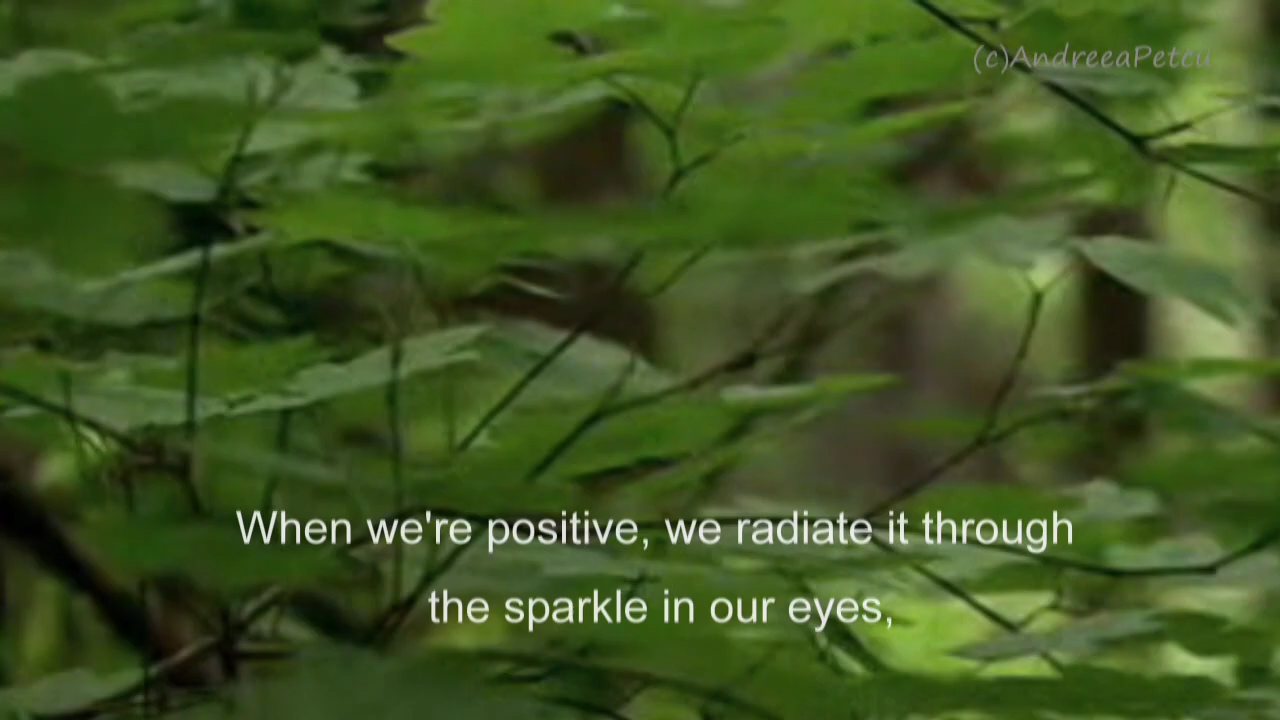 (c)AndreeaPetcu
When we're positive, we radiate it through
the sparkle in our eyes,